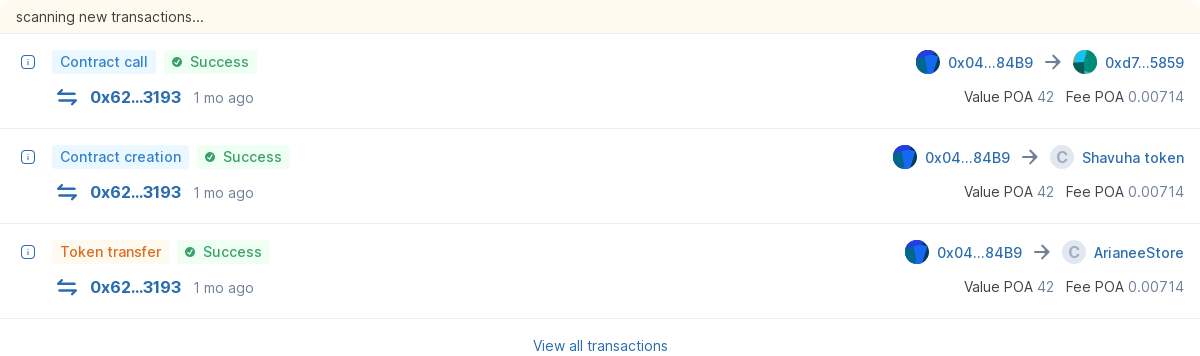 scanning new transactions...
Contract call Success 0x04...84B9 → 0xd7...5859
0x62...3193 1 mo ago Value POA 42 Fee POA 0.00714
Contract creation Success 0x04...84B9 → C Shavuha token
0x62...3193 1 mo ago Value POA 42 Fee POA 0.00714
Token transfer Success 0x04...84B9 → C ArianeeStore
0x62...3193 1 mo ago Value POA 42 Fee POA 0.00714
View all transactions